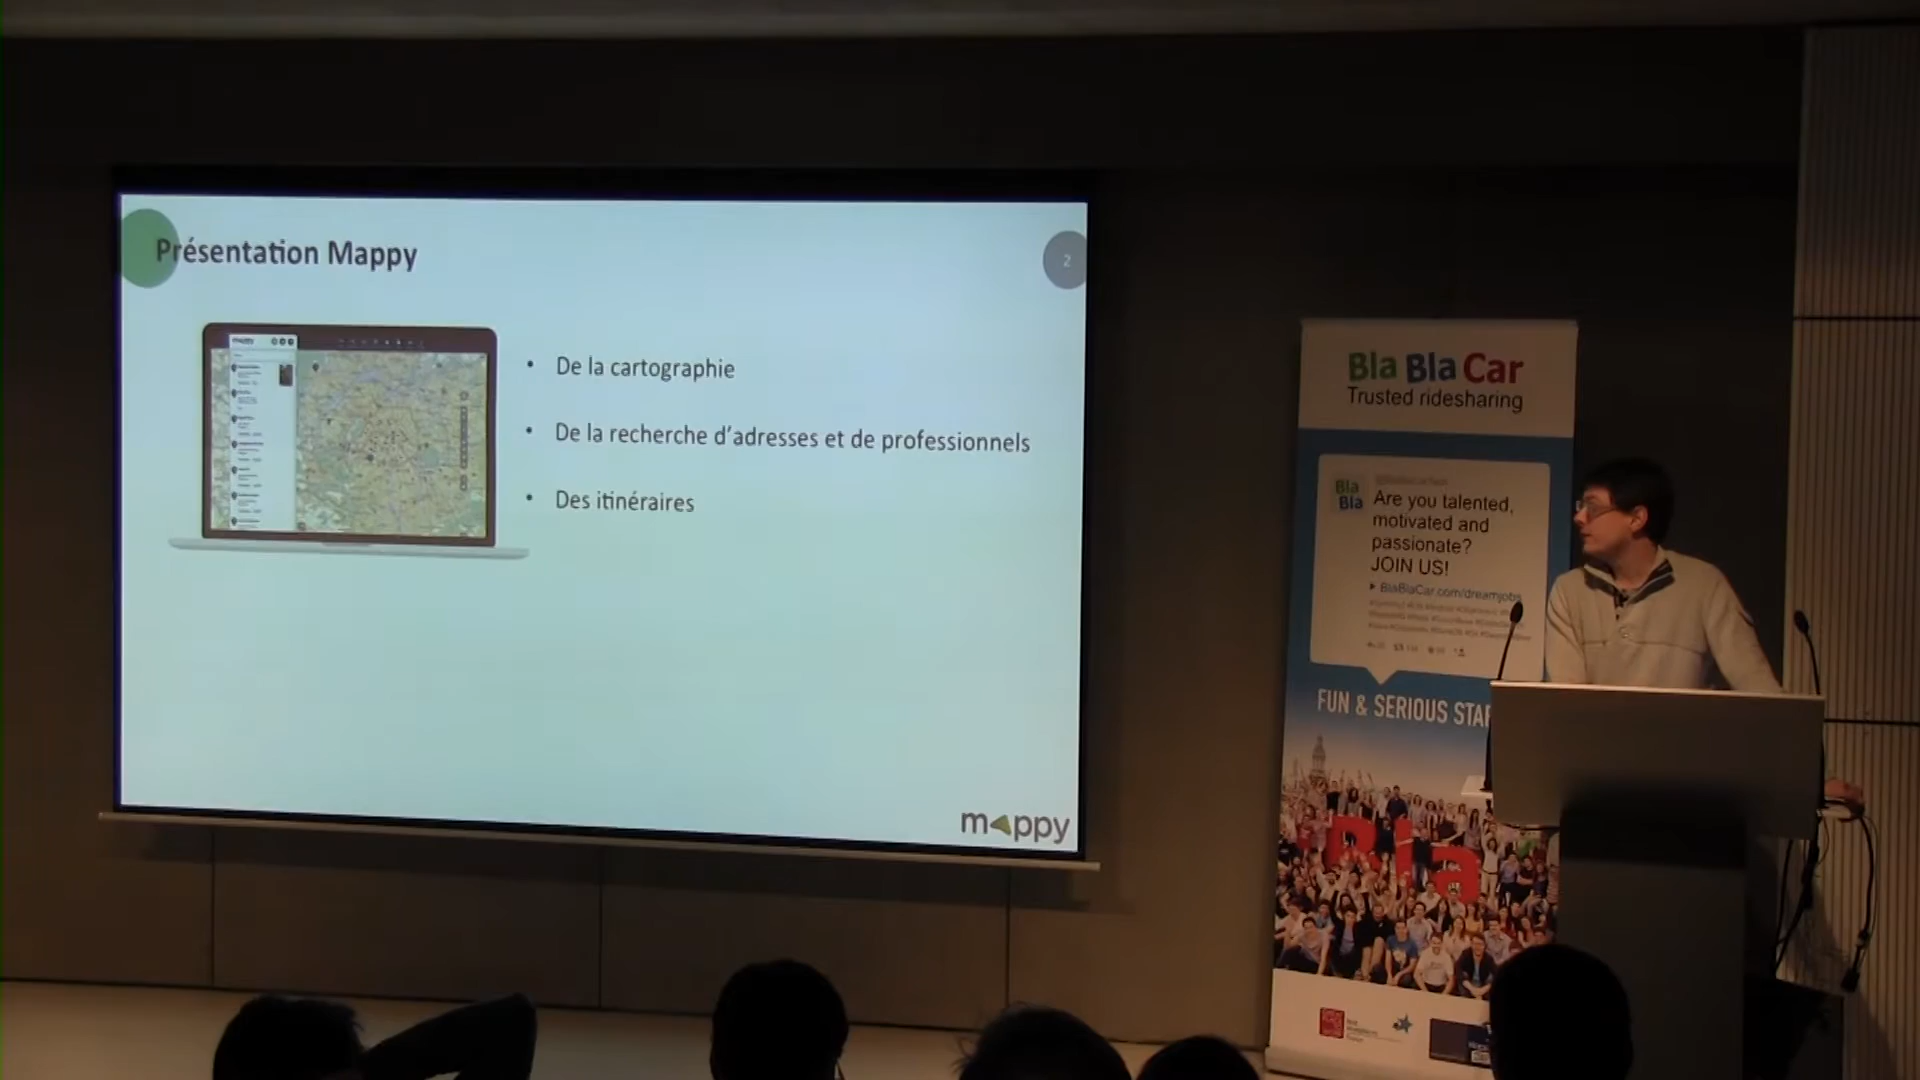 Présentation Mappy
2
mappy
• De la cartographie
• De la recherche d'adresses et de professionnels
• Des itinéraires
mappy
Bla Bla Car
Trusted ridesharing
Bla
Bla
Are you talented,
motivated and
passionate?
JOIN US!
BlaBlaCar.com/dreamjobs
FUN & SERIOUS
Bla